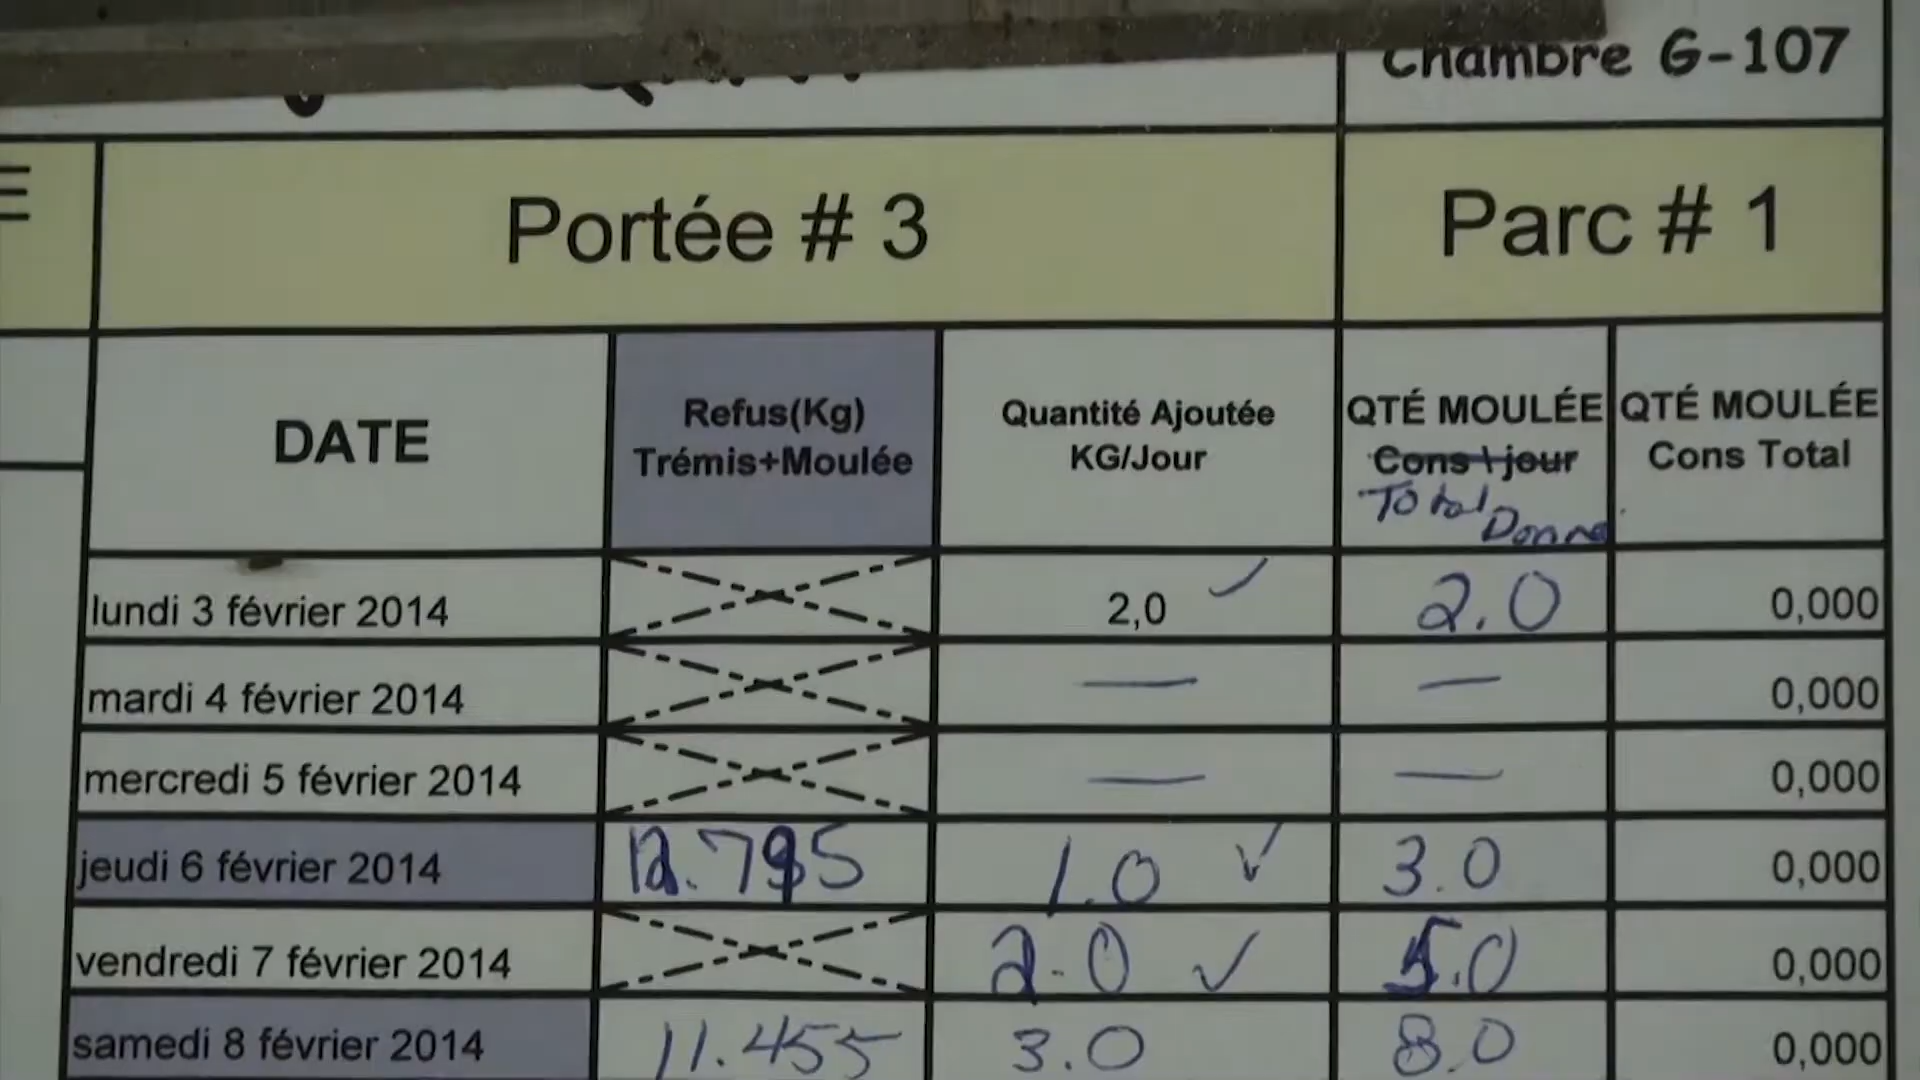 Chambre G-107
Portée # 3
Parc # 1
DATE
Refus(Kg)
Trémis+Moulée
Quantité Ajoutée
KG/Jour
QTÉ MOULÉE
Cons\jour
Total Donné
QTÉ MOULÉE
Cons Total
lundi 3 février 2014
2,0 ✓
2.0
0,000
mardi 4 février 2014
—
—
0,000
mercredi 5 février 2014
—
—
0,000
jeudi 6 février 2014
1.0 ✓
3.0
0,000
vendredi 7 février 2014
2.0 ✓
5.0
0,000
samedi 8 février 2014
11.455
3.0
8.0
0,000